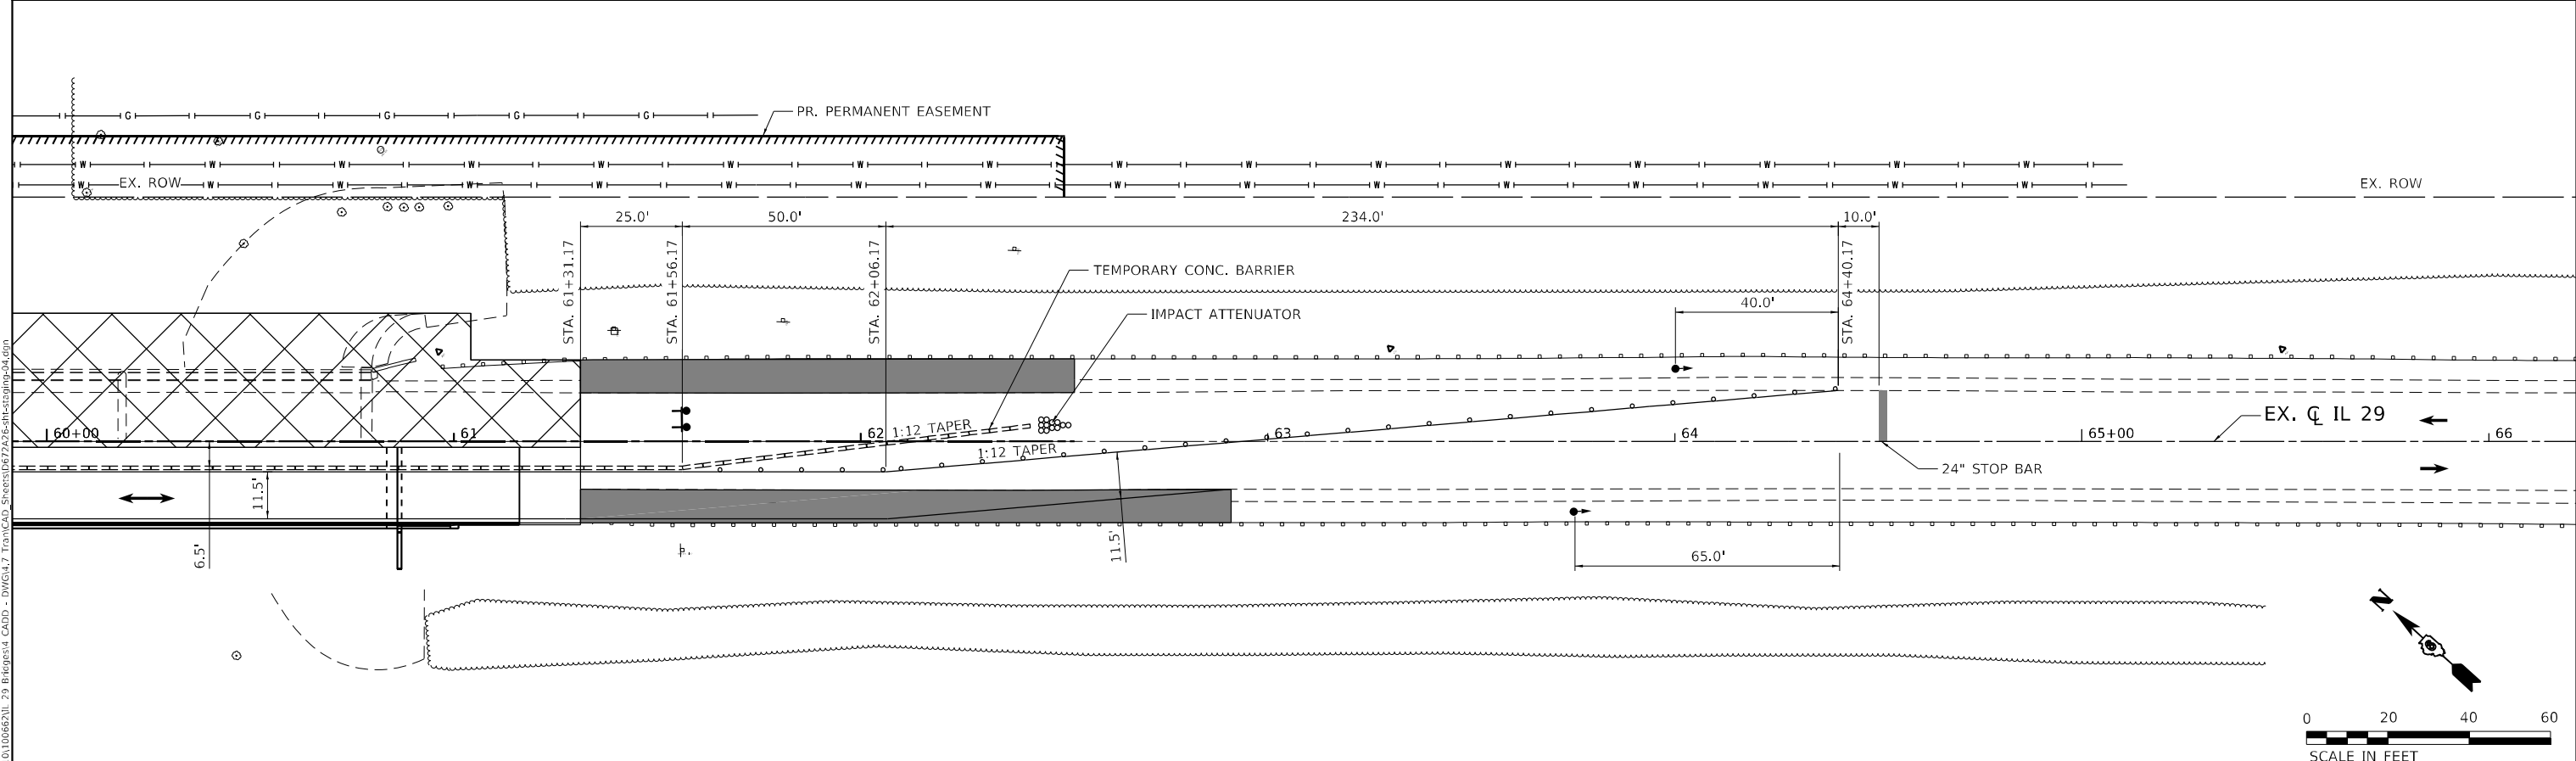 G G G G G
PR. PERMANENT EASEMENT
W W W W W W W W W W W W W W W W
EX. ROW
W W W W W W W W W W W W W W W W
EX. ROW
25.0'
50.0'
234.0'
10.0'
STA. 61+31.17
STA. 61+56.17
STA. 62+06.17
STA. 64+40.17
TEMPORARY CONC. BARRIER
IMPACT ATTENUATOR
40.0'
60+00
61
62
63
64
65+00
66
1:12 TAPER
1:12 TAPER
EX. ℄ IL 29
24" STOP BAR
11.5'
6.5'
11.5'
65.0'
N
0 20 40 60
SCALE IN FEET